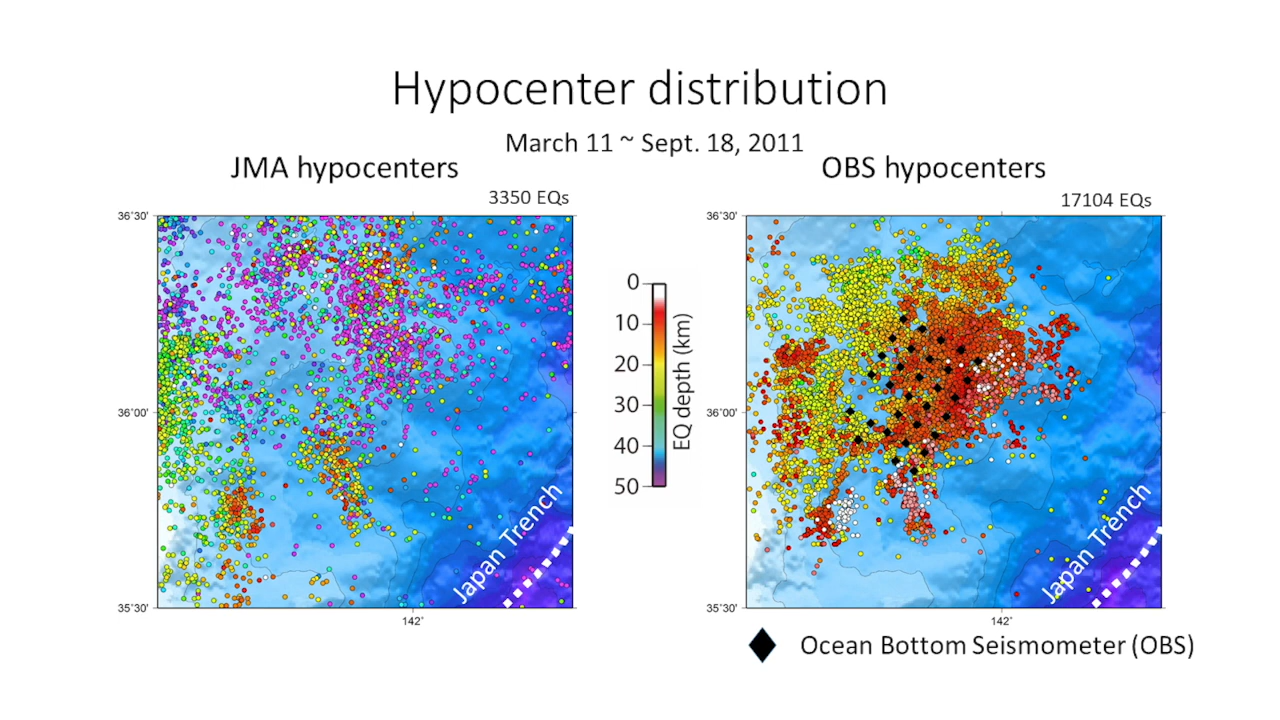 Hypocenter distribution
March 11 ~ Sept. 18, 2011
JMA hypocenters
3350 EQs
36˚30'
36˚00'
35˚30'
142˚
Japan Trench
0
10
20
30
40
50
EQ depth (km)
OBS hypocenters
17104 EQs
36˚30'
36˚00'
35˚30'
142˚
Japan Trench
Ocean Bottom Seismometer (OBS)